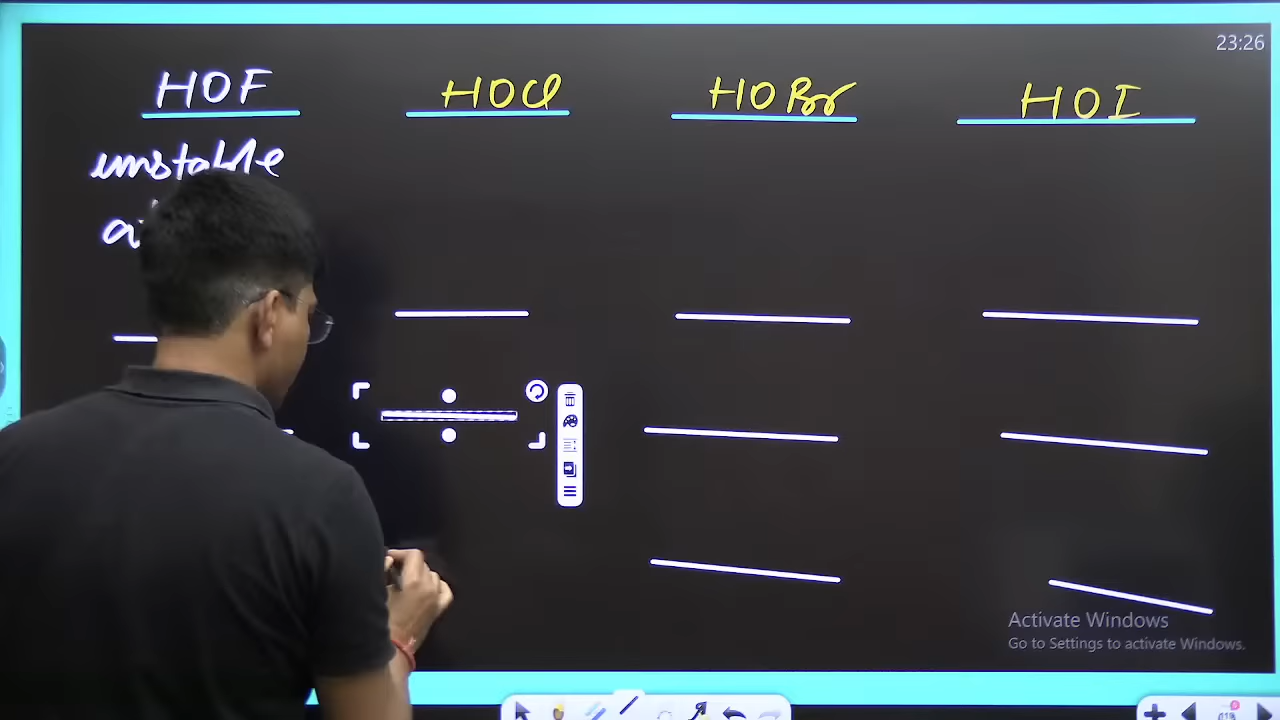 23:26
HOF HOCl HOBr HOI
unstable
Activate Windows
Go to Settings to activate Windows.